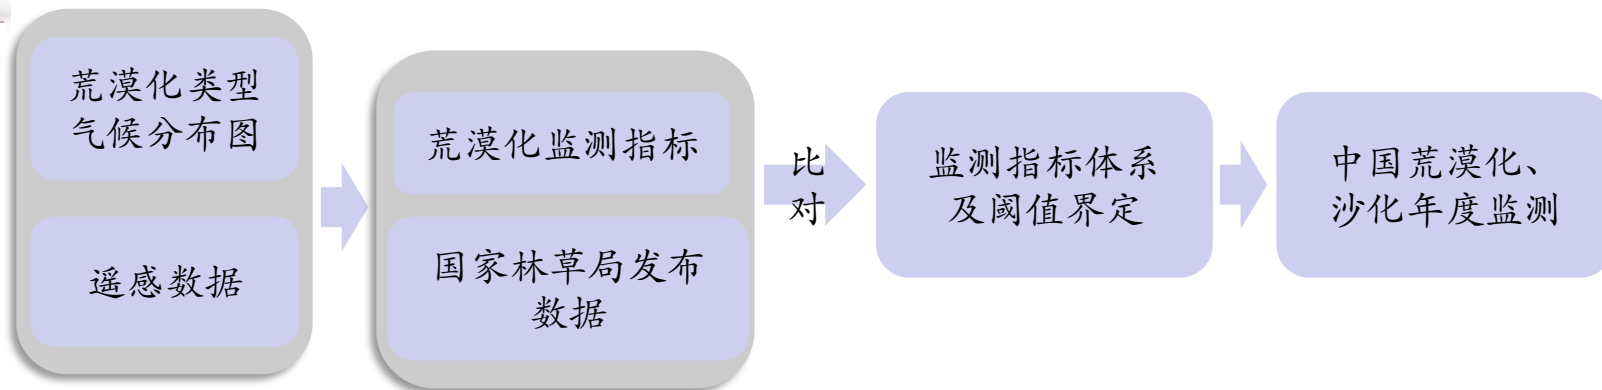 荒漠化类型
气候分布图
遥感数据
荒漠化监测指标
国家林草局发布
数据
比
对
监测指标体系
及阈值界定
中国荒漠化、
沙化年度监测